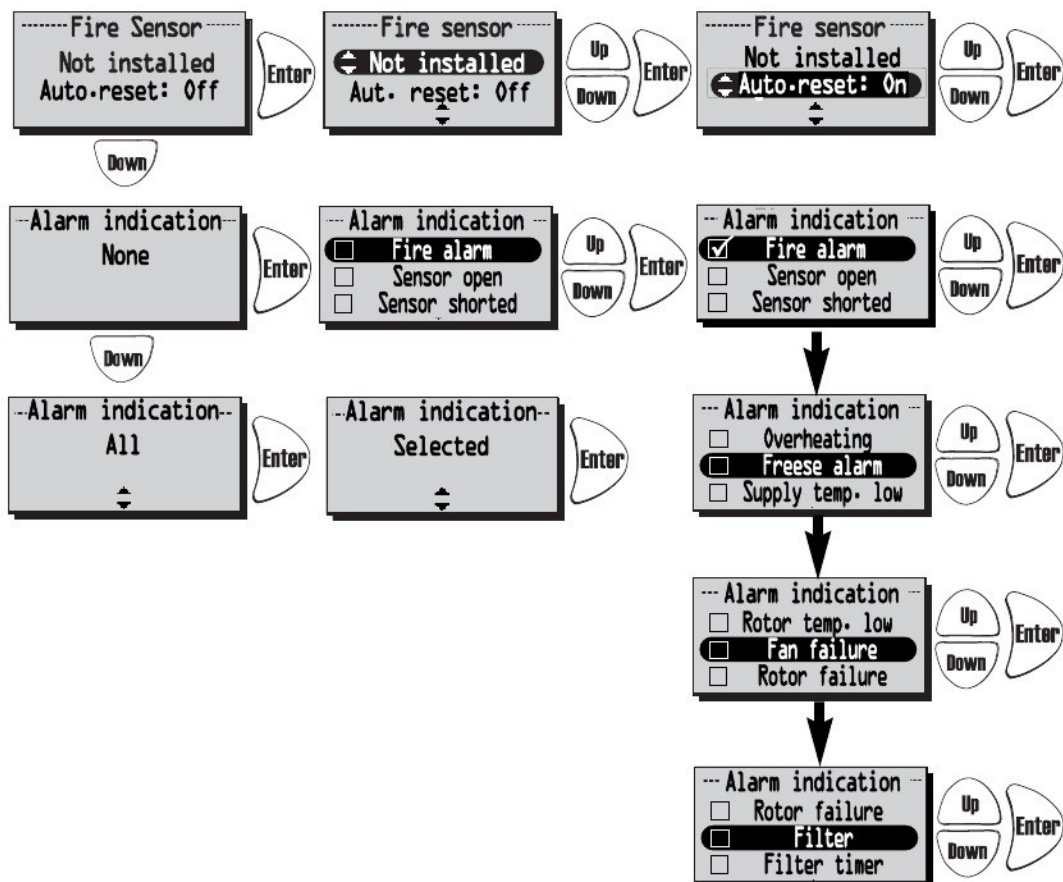 Fire Sensor
Not installed
Auto.reset: Off
Enter
Down
Fire sensor
Not installed
Aut. reset: Off
Up
Down
Enter
Fire sensor
Not installed
Auto.reset: On
Up
Down
Enter
Alarm indication
None
Enter
Down
Alarm indication
Fire alarm
Sensor open
Sensor shorted
Up
Down
Enter
Alarm indication
Fire alarm
Sensor open
Sensor shorted
Up
Down
Enter
Alarm indication
All
Enter
Alarm indication
Selected
Enter
Alarm indication
Overheating
Freese alarm
Supply temp. low
Up
Down
Enter
Alarm indication
Rotor temp. low
Fan failure
Rotor failure
Up
Down
Enter
Alarm indication
Rotor failure
Filter
Filter timer
Up
Down
Enter